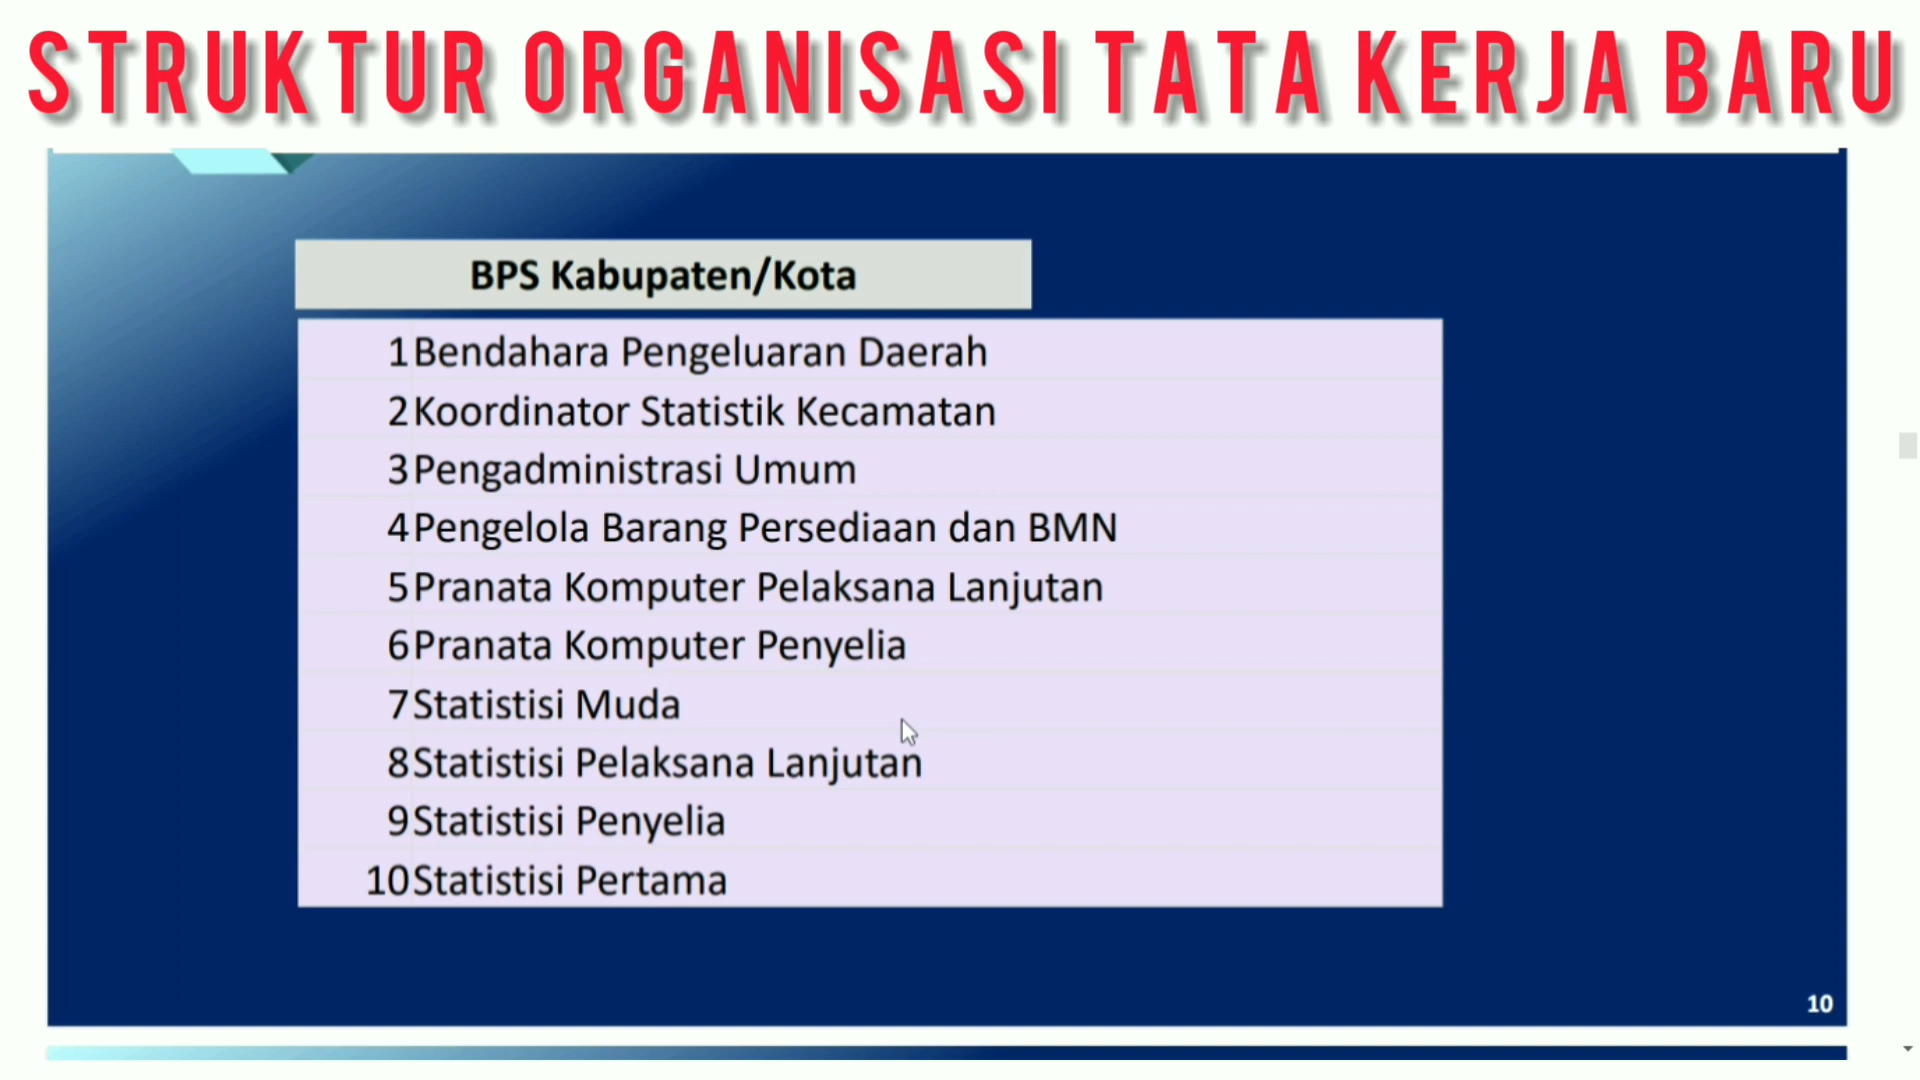 STRUKTUR ORGANISASI TATA KERJA BARU
BPS Kabupaten/Kota
1 Bendahara Pengeluaran Daerah
2 Koordinator Statistik Kecamatan
3 Pengadministrasi Umum
4 Pengelola Barang Persediaan dan BMN
5 Pranata Komputer Pelaksana Lanjutan
6 Pranata Komputer Penyelia
7 Statistisi Muda
8 Statistisi Pelaksana Lanjutan
9 Statistisi Penyelia
10 Statistisi Pertama
10